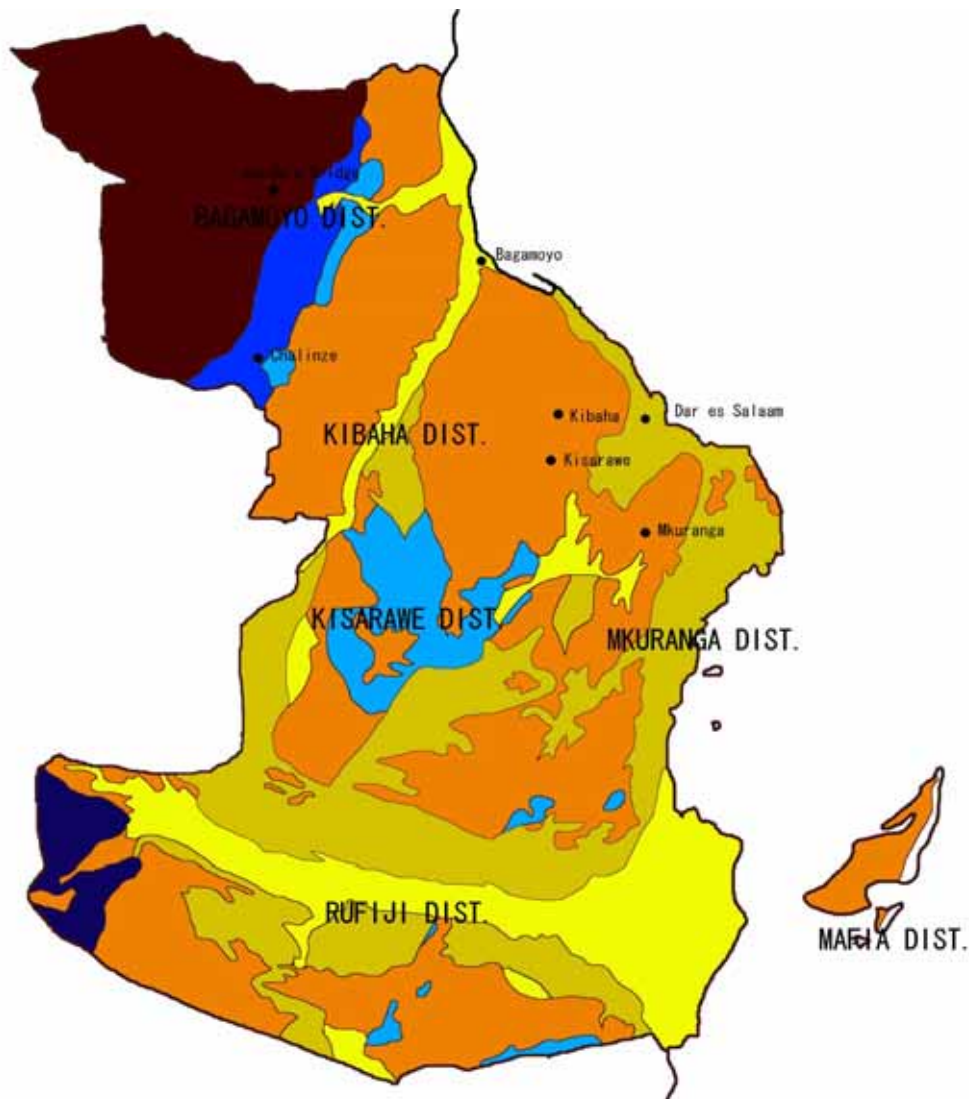 BAGAMOYO DIST.
Bagamoyo
Chalinze
Kibaha
Dar es Salaam
KIBAHA DIST.
Kisarawe
Mkuranga
KISARAWE DIST.
MKURANGA DIST.
RUFIJI DIST.
MAFIA DIST.